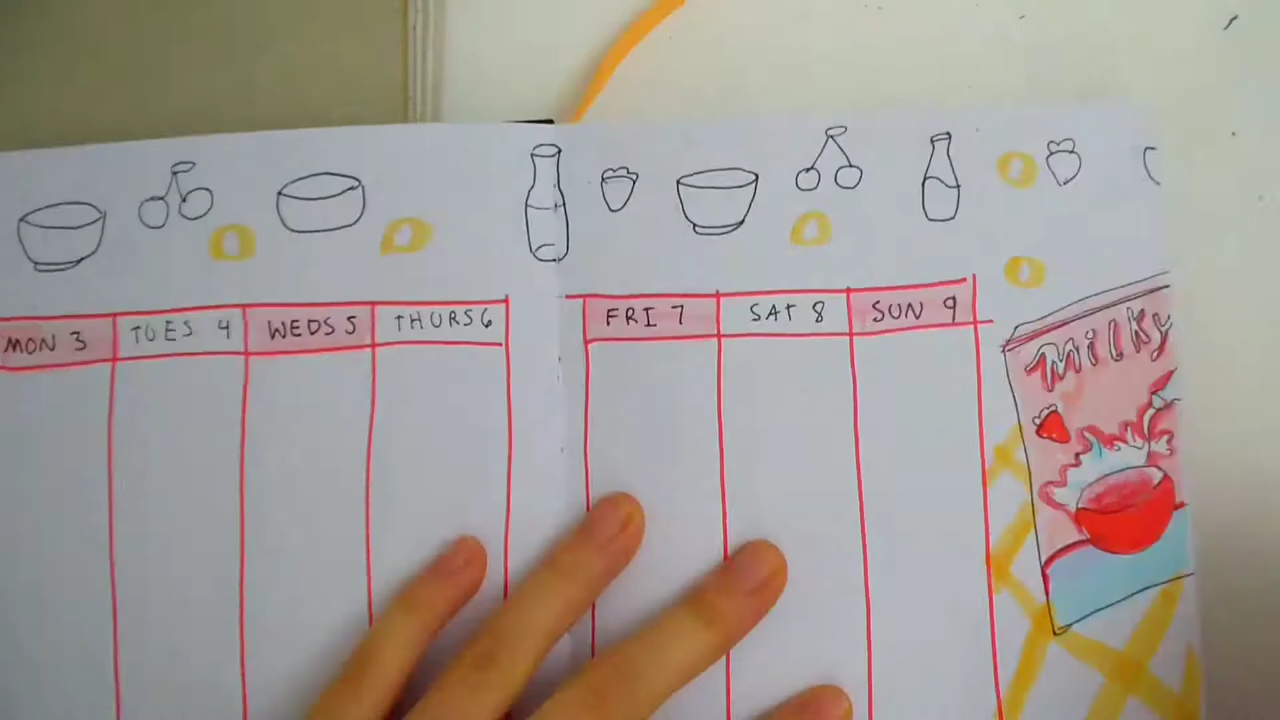 MON 3
TUES 4
WEDS 5
THURS 6
FRI 7
SAT 8
SUN 9
Milky